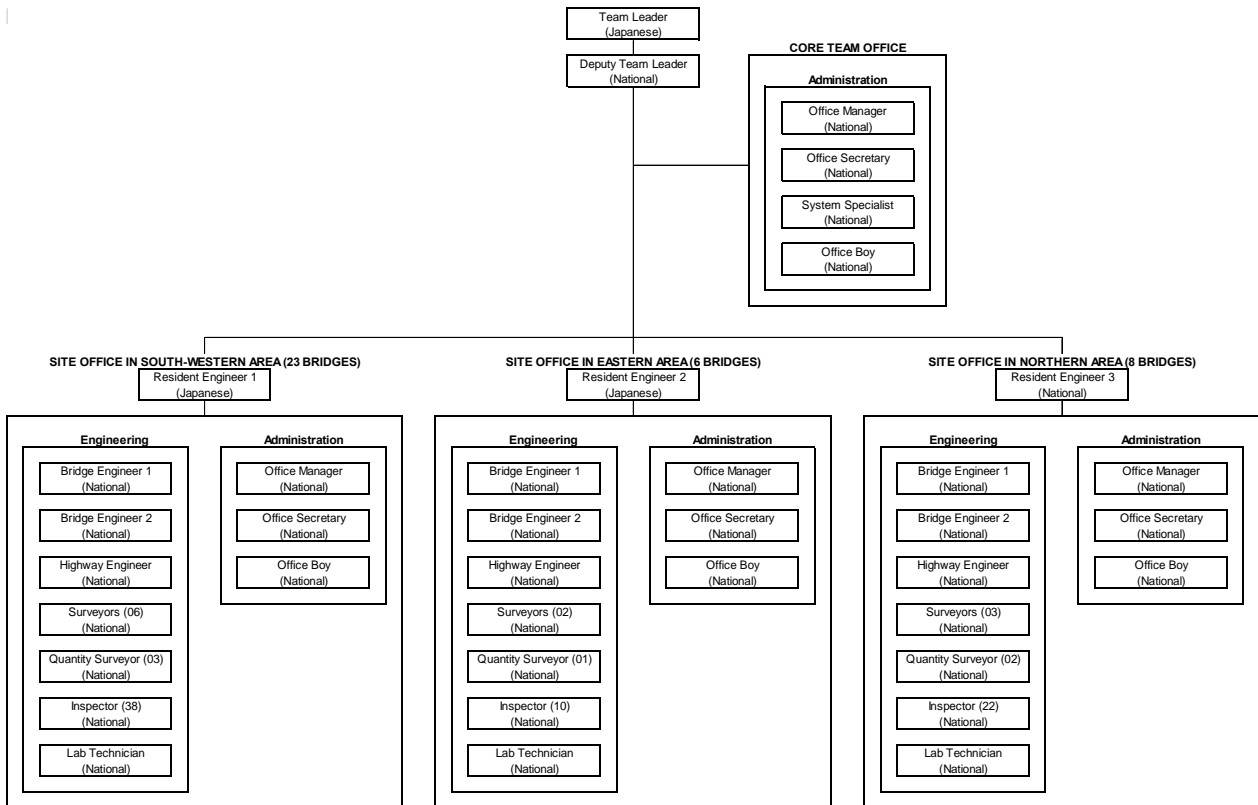 Team Leader
(Japanese)
Deputy Team Leader
(National)
CORE TEAM OFFICE
Administration
Office Manager
(National)
Office Secretary
(National)
System Specialist
(National)
Office Boy
(National)
SITE OFFICE IN SOUTH-WESTERN AREA (23 BRIDGES)
Resident Engineer 1
(Japanese)
Engineering
Bridge Engineer 1
(National)
Bridge Engineer 2
(National)
Highway Engineer
(National)
Surveyors (06)
(National)
Quantity Surveyor (03)
(National)
Inspector (38)
(National)
Lab Technician
(National)
Administration
Office Manager
(National)
Office Secretary
(National)
Office Boy
(National)
SITE OFFICE IN EASTERN AREA (6 BRIDGES)
Resident Engineer 2
(Japanese)
Engineering
Bridge Engineer 1
(National)
Bridge Engineer 2
(National)
Highway Engineer
(National)
Surveyors (02)
(National)
Quantity Surveyor (01)
(National)
Inspector (10)
(National)
Lab Technician
(National)
Administration
Office Manager
(National)
Office Secretary
(National)
Office Boy
(National)
SITE OFFICE IN NORTHERN AREA (8 BRIDGES)
Resident Engineer 3
(National)
Engineering
Bridge Engineer 1
(National)
Bridge Engineer 2
(National)
Highway Engineer
(National)
Surveyors (03)
(National)
Quantity Surveyor (02)
(National)
Inspector (22)
(National)
Lab Technician
(National)
Administration
Office Manager
(National)
Office Secretary
(National)
Office Boy
(National)